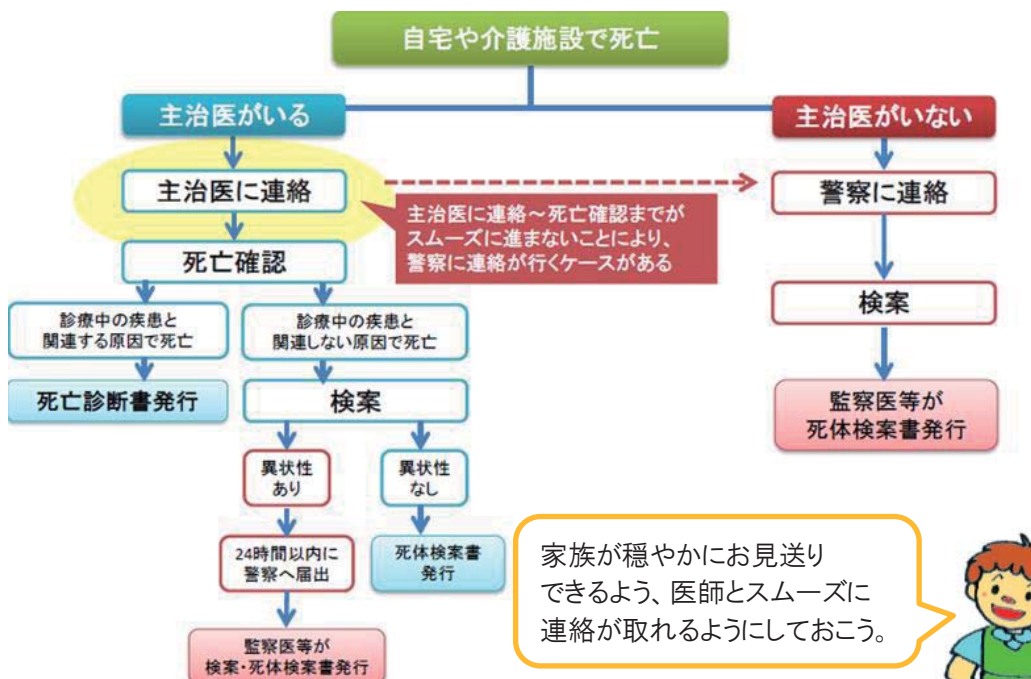 自宅や介護施設で死亡
主治医がいる
主治医がいない
主治医に連絡
警察に連絡
主治医に連絡～死亡確認までが
スムーズに進まないことにより、
警察に連絡が行くケースがある
死亡確認
検案
診療中の疾患と
関連する原因で死亡
診療中の疾患と
関連しない原因で死亡
死亡診断書発行
検案
監察医等が
死体検案書発行
異状性
あり
異状性
なし
24時間以内に
警察へ届出
死体検案書
発行
監察医等が
検案・死体検案書発行
家族が穏やかにお見送り
できるよう、医師とスムーズに
連絡が取れるようにしておこう。